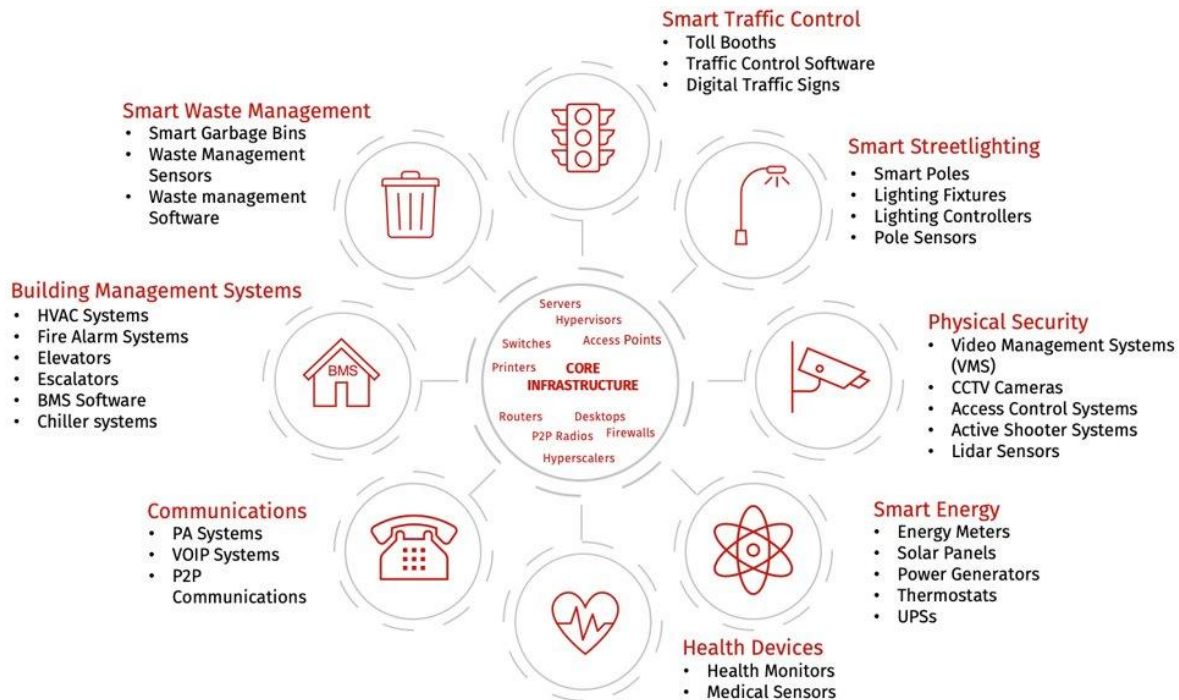 Smart Traffic Control
• Toll Booths
• Traffic Control Software
• Digital Traffic Signs
Smart Waste Management
• Smart Garbage Bins
• Waste Management
Sensors
• Waste management
Software
Smart Streetlighting
• Smart Poles
• Lighting Fixtures
• Lighting Controllers
• Pole Sensors
Building Management Systems
• HVAC Systems
• Fire Alarm Systems
• Elevators
• Escalators
• BMS Software
• Chiller systems
BMS
Servers
Hypervisors
Switches
Access Points
Printers
CORE
INFRASTRUCTURE
Routers
Desktops
P2P Radios
Firewalls
Hyperscalers
Physical Security
• Video Management Systems
(VMS)
• CCTV Cameras
• Access Control Systems
• Active Shooter Systems
• Lidar Sensors
Communications
• PA Systems
• VOIP Systems
• P2P
Communications
Smart Energy
• Energy Meters
• Solar Panels
• Power Generators
• Thermostats
• UPSs
Health Devices
• Health Monitors
• Medical Sensors